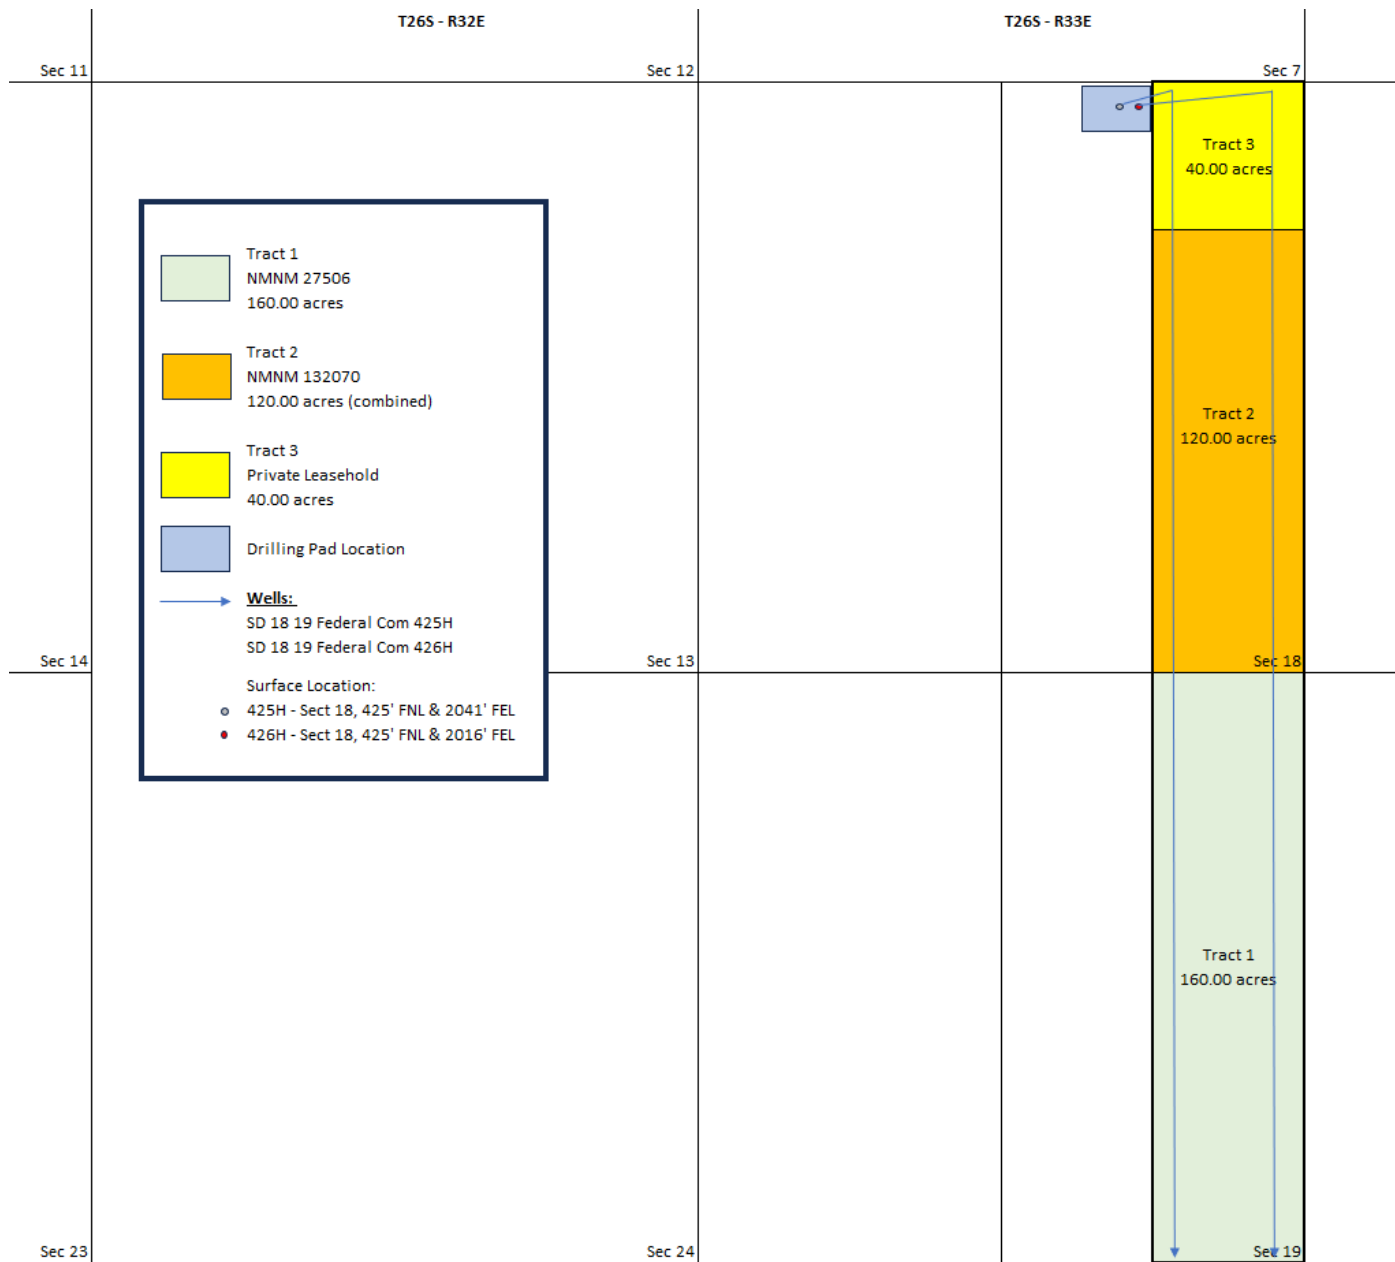 T26S - R32E
T26S - R33E
Sec 11
Sec 12
Sec 7
Tract 3
40.00 acres
Tract 1
NMNM 27506
160.00 acres
Tract 2
NMNM 132070
120.00 acres (combined)
Tract 3
Private Leasehold
40.00 acres
Drilling Pad Location
Wells:
SD 18 19 Federal Com 425H
SD 18 19 Federal Com 426H
Surface Location:
425H - Sect 18, 425' FNL & 2041' FEL
426H - Sect 18, 425' FNL & 2016' FEL
Tract 2
120.00 acres
Sec 14
Sec 13
Sec 18
Tract 1
160.00 acres
Sec 23
Sec 24
Sec 19